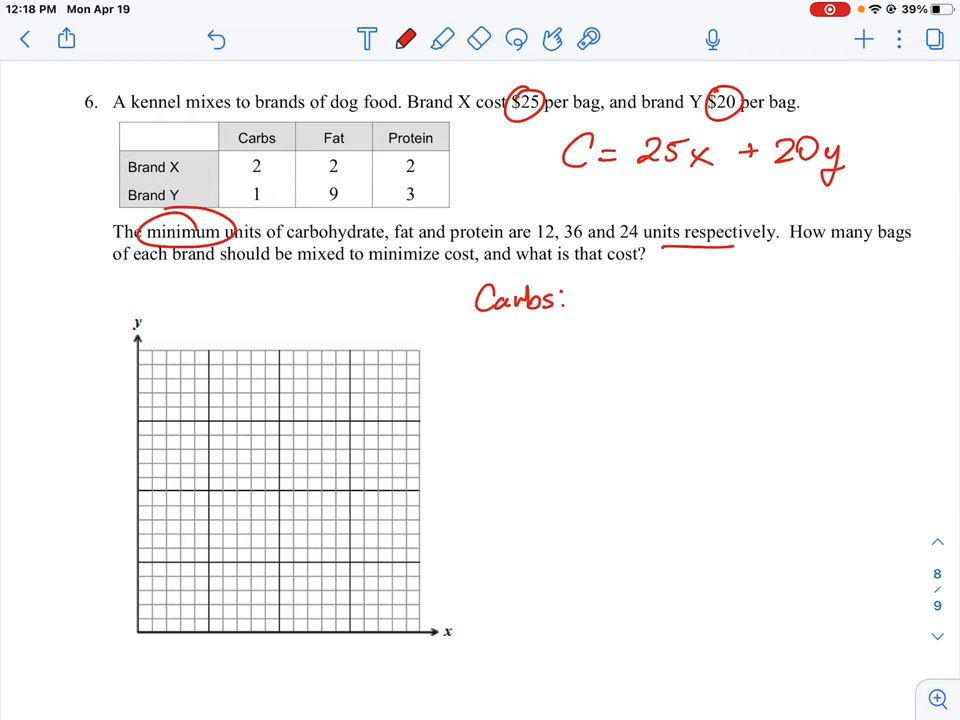 12:18 PM Mon Apr 19
39%
T
6. A kennel mixes to brands of dog food. Brand X cost $25 per bag, and brand Y $20 per bag.
Carbs Fat Protein
Brand X 2 2 2
Brand Y 1 9 3
C = 25x + 20y
The minimum units of carbohydrate, fat and protein are 12, 36 and 24 units respectively. How many bags
of each brand should be mixed to minimize cost, and what is that cost?
Carbs:
y
x
8
/
9